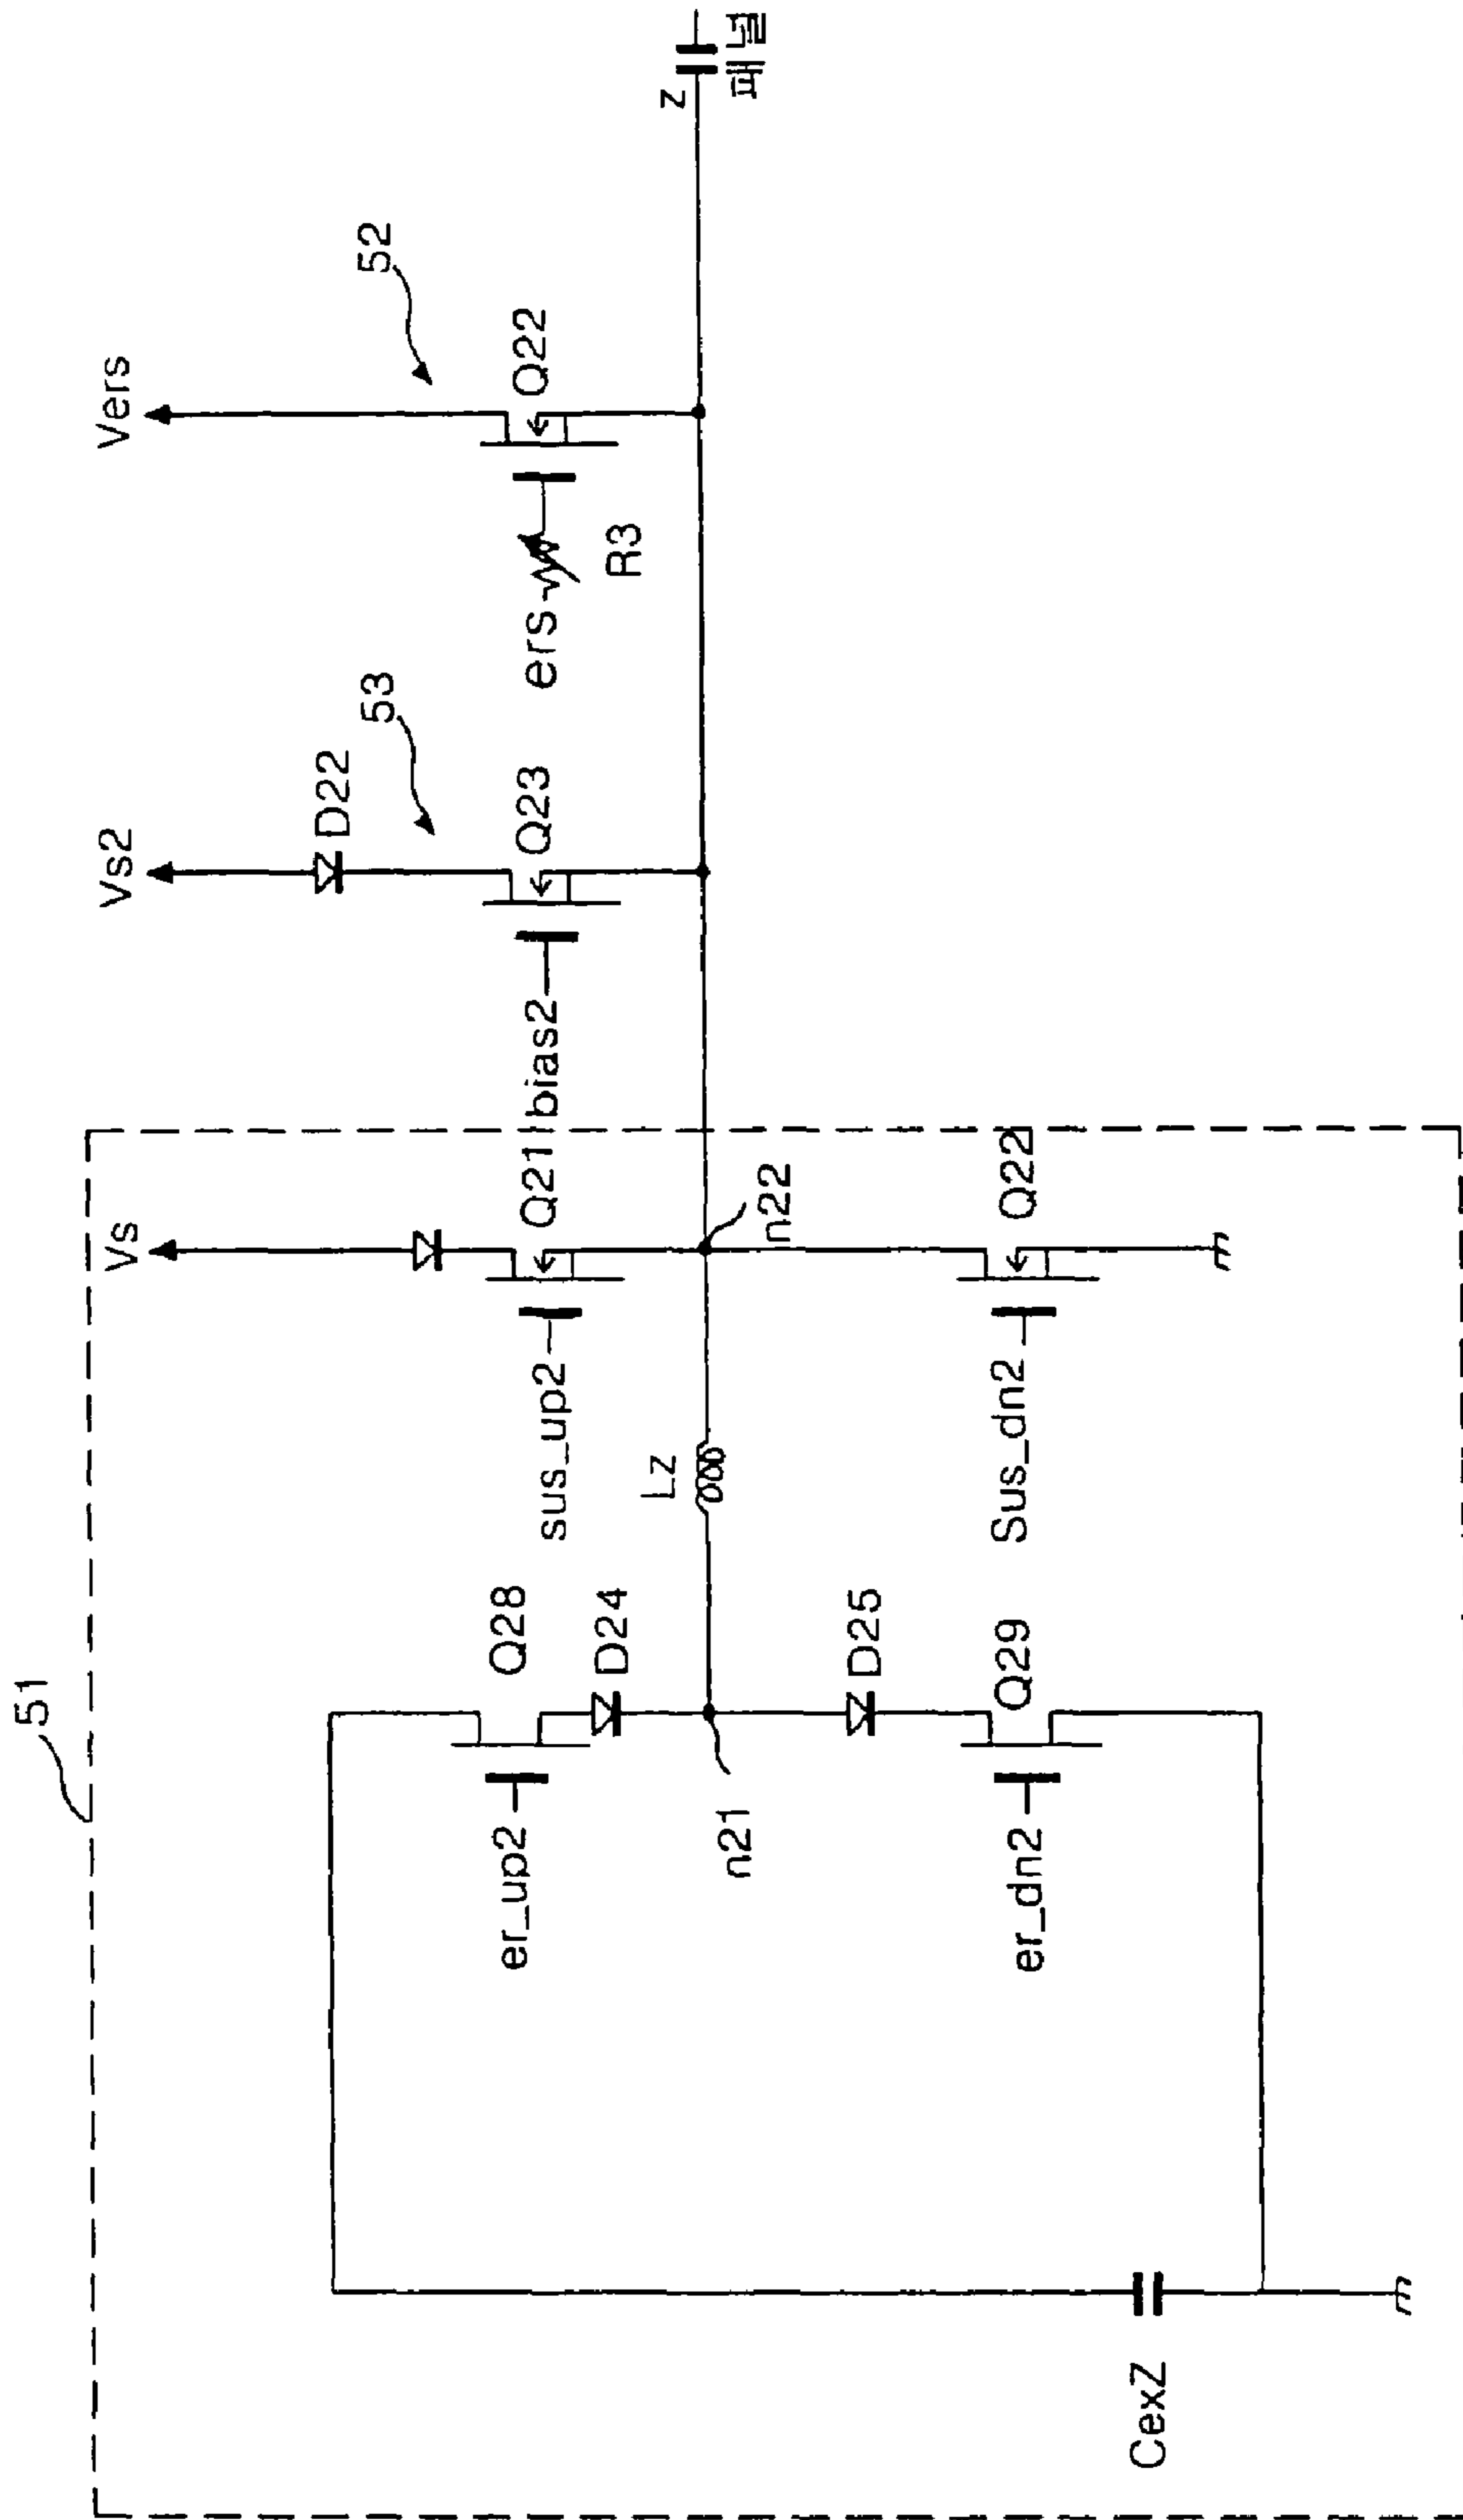 51
Vs
Vs2
Vers
D22
53
52
er_up2
Q28
D24
sus_up2
Q21
bias2
Q23
ers
R3
Q22
Lz
Z
패널
n21
n22
D25
er_dn2
Q29
Sus_dn2
Q22
CexZ